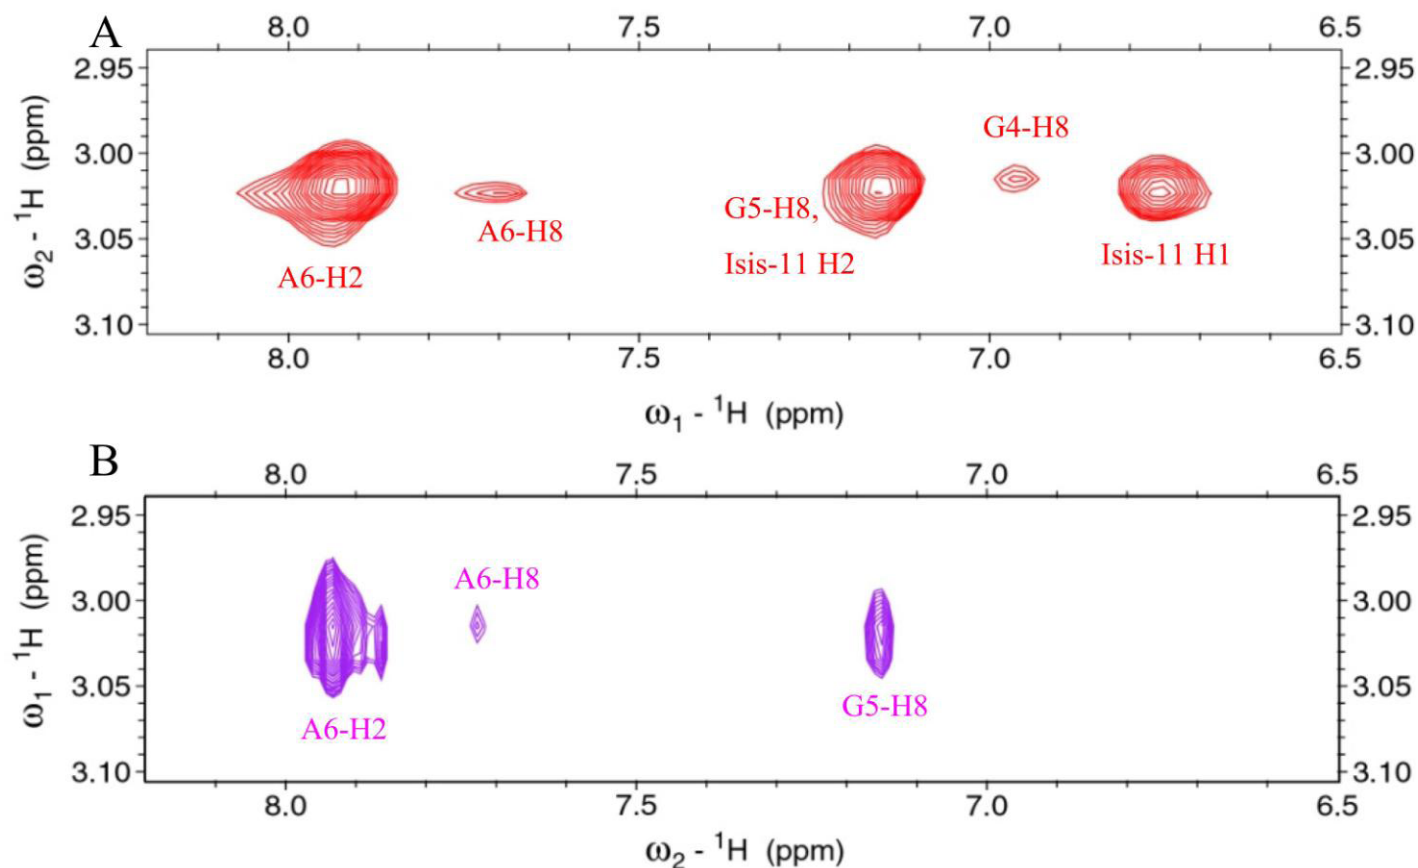 A
8.0 7.5 7.0 6.5
2.95 2.95
3.00 3.00
3.05 3.05
3.10 3.10
ω2 - 1H (ppm)
G4-H8
A6-H8
G5-H8,
Isis-11 H2
Isis-11 H1
A6-H2
8.0 7.5 7.0 6.5
ω1 - 1H (ppm)
B
8.0 7.5 7.0 6.5
2.95 2.95
3.00 3.00
3.05 3.05
3.10 3.10
ω1 - 1H (ppm)
A6-H8
G5-H8
A6-H2
8.0 7.5 7.0 6.5
ω2 - 1H (ppm)